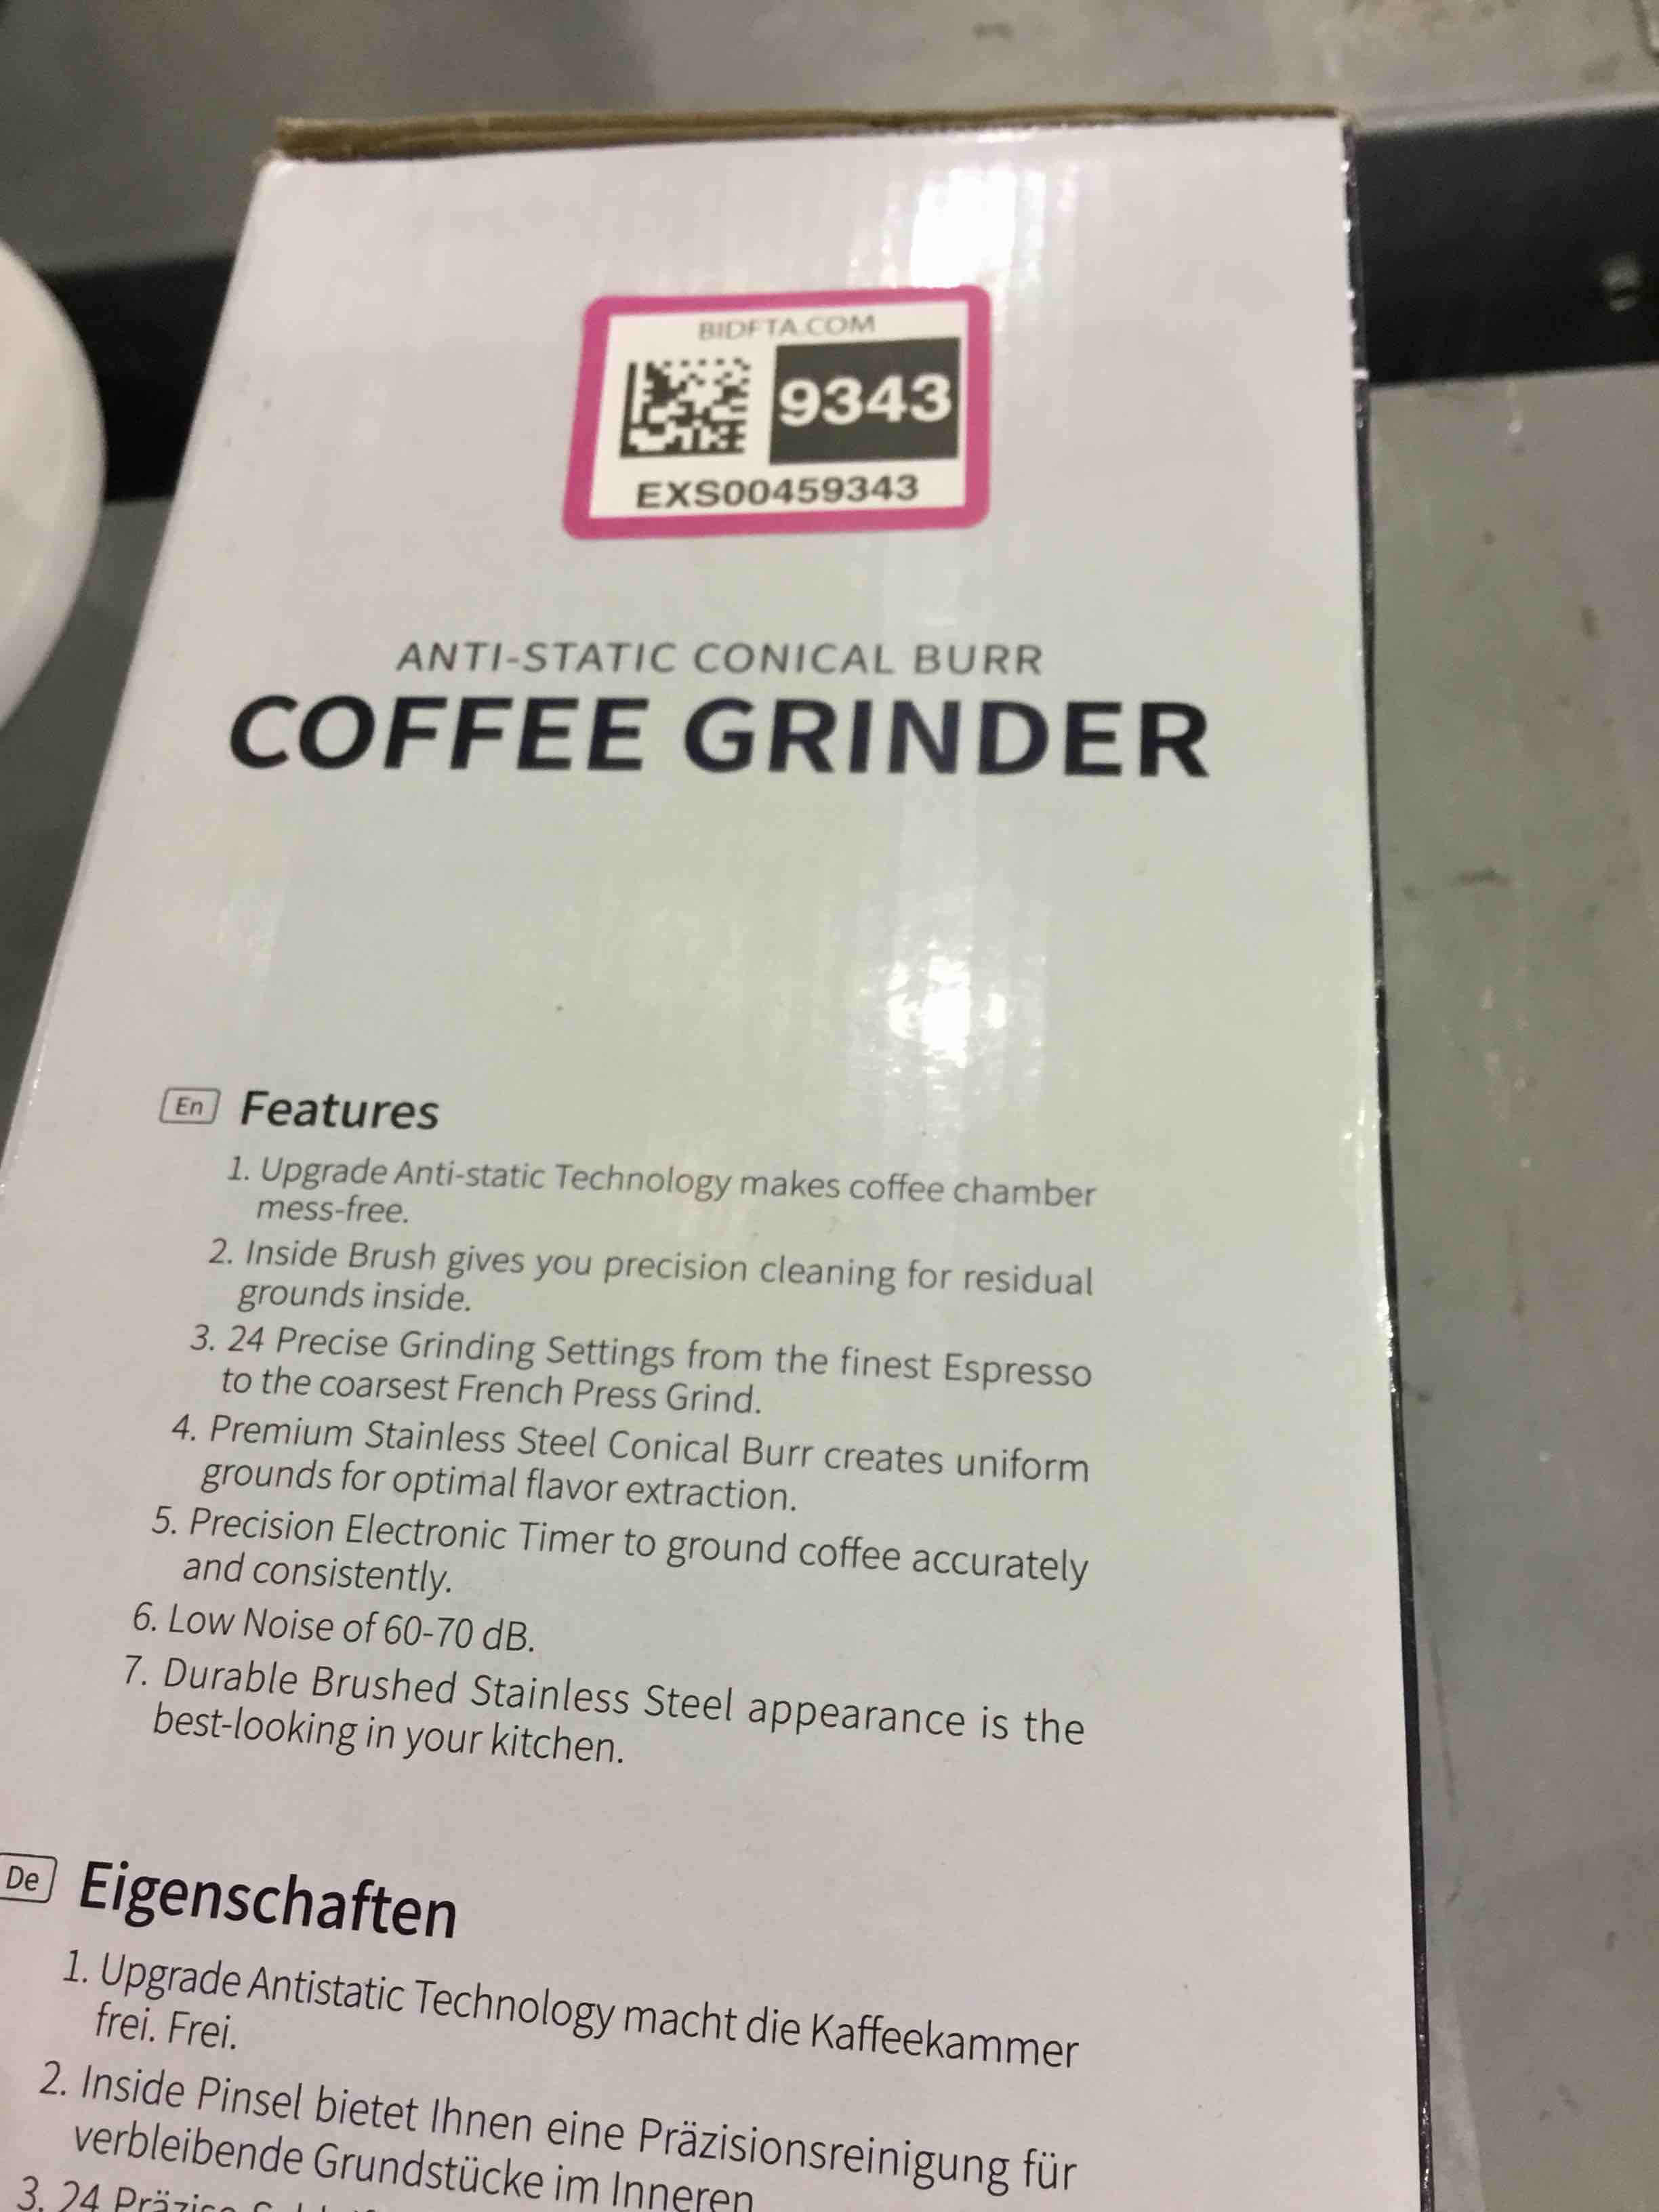 BIDFTA.COM
9343
EXS00459343
ANTI-STATIC CONICAL BURR
COFFEE GRINDER
En Features
1. Upgrade Anti-static Technology makes coffee chamber
mess-free.
2. Inside Brush gives you precision cleaning for residual
grounds inside.
3. 24 Precise Grinding Settings from the finest Espresso
to the coarsest French Press Grind.
4. Premium Stainless Steel Conical Burr creates uniform
grounds for optimal flavor extraction.
5. Precision Electronic Timer to ground coffee accurately
and consistently.
6. Low Noise of 60-70 dB.
7. Durable Brushed Stainless Steel appearance is the
best-looking in your kitchen.
De Eigenschaften
1. Upgrade Antistatic Technology macht die Kaffeekammer
frei. Frei.
2. Inside Pinsel bietet Ihnen eine Präzisionsreinigung für
verbleibende Grundstücke im Inneren
3. 24 Präzise